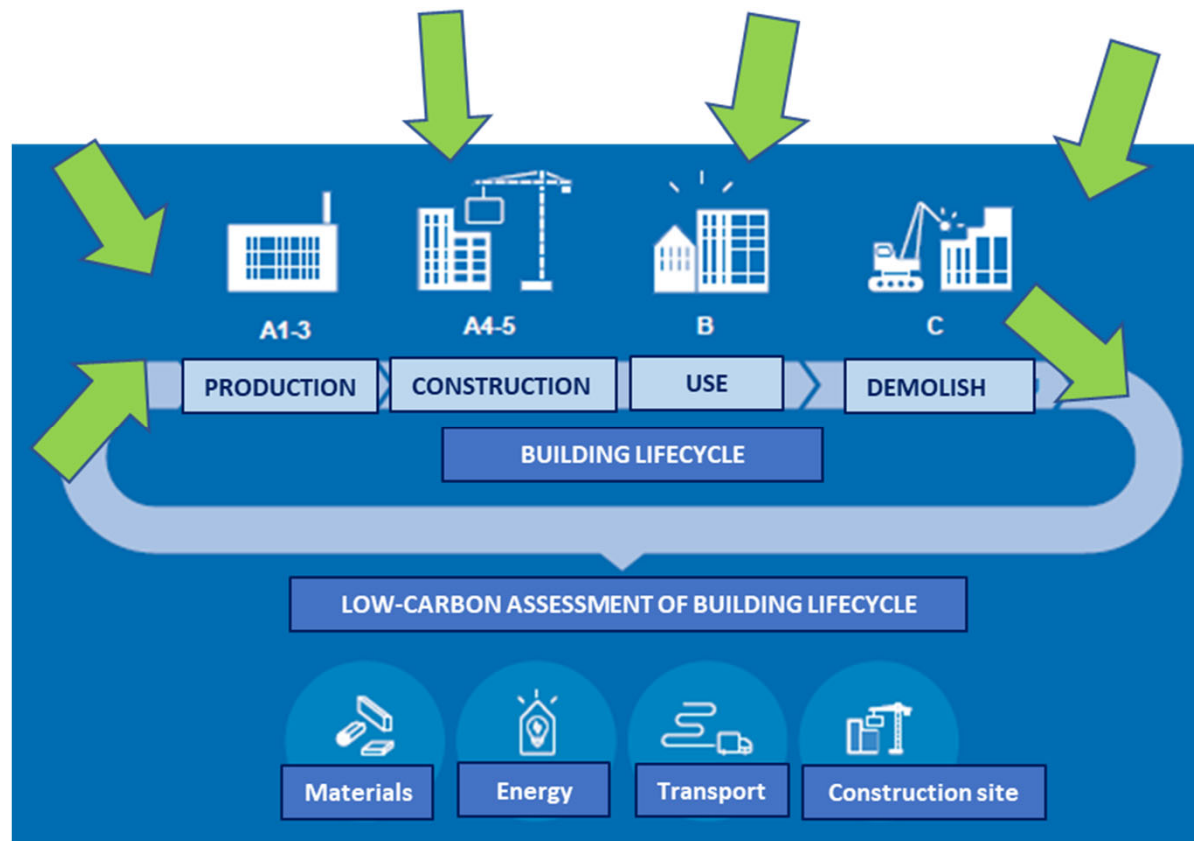 A1-3
A4-5
B
C
PRODUCTION
CONSTRUCTION
USE
DEMOLISH
BUILDING LIFECYCLE
LOW-CARBON ASSESSMENT OF BUILDING LIFECYCLE
Materials
Energy
Transport
Construction site